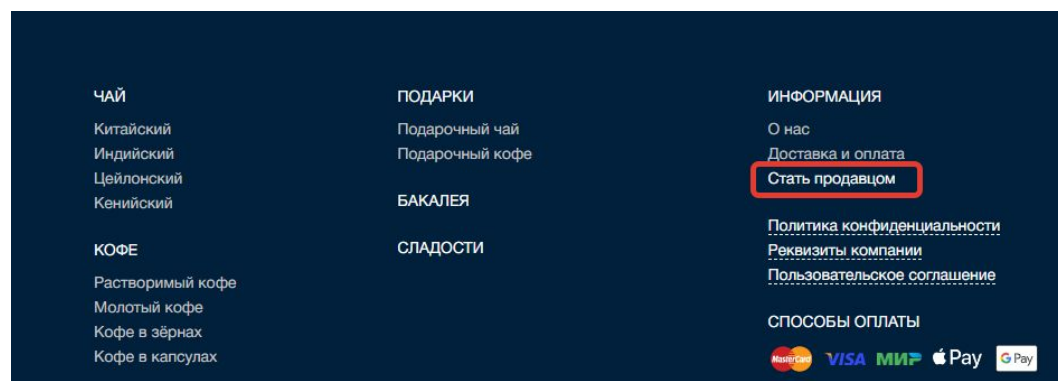 ЧАЙ
Китайский
Индийский
Цейлонский
Кенийский
КОФЕ
Растворимый кофе
Молотый кофе
Кофе в зёрнах
Кофе в капсулах
ПОДАРКИ
Подарочный чай
Подарочный кофе
БАКАЛЕЯ
СЛАДОСТИ
ИНФОРМАЦИЯ
О нас
Доставка и оплата
Стать продавцом
Политика конфиденциальности
Реквизиты компании
Пользовательское соглашение
СПОСОБЫ ОПЛАТЫ
MasterCard VISA МИР Pay G Pay